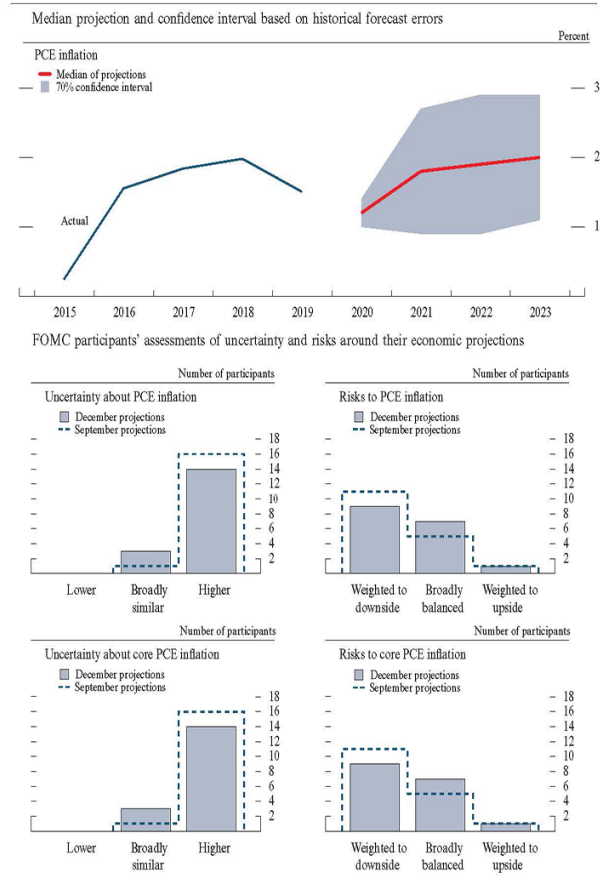 Median projection and confidence interval based on historical forecast errors
Percent
PCE inflation
Median of projections
70% confidence interval
3
2
Actual
1
2015 2016 2017 2018 2019 2020 2021 2022 2023
FOMC participants’ assessments of uncertainty and risks around their economic projections
Number of participants
Uncertainty about PCE inflation
December projections
September projections
18
16
14
12
10
8
6
4
2
Lower Broadly similar Higher
Number of participants
Risks to PCE inflation
December projections
September projections
18
16
14
12
10
8
6
4
2
Weighted to downside Broadly balanced Weighted to upside
Number of participants
Uncertainty about core PCE inflation
December projections
September projections
18
16
14
12
10
8
6
4
2
Lower Broadly similar Higher
Number of participants
Risks to core PCE inflation
December projections
September projections
18
16
14
12
10
8
6
4
2
Weighted to downside Broadly balanced Weighted to upside